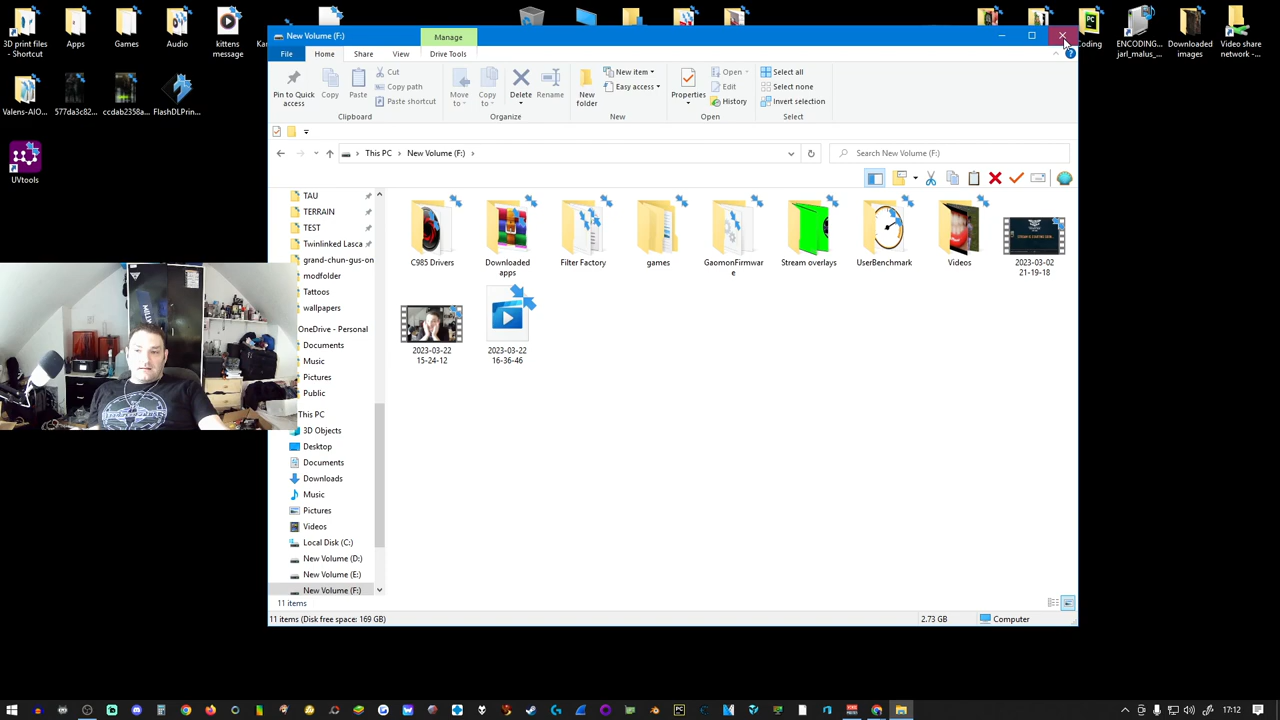 3D print files - Shortcut
Apps
Games
Audio
kittens message
Coding
ENCODING... jarl_malus_...
Downloaded images
Video share network -...
Valens-AIO...
577da3c82...
ccdab2358a...
FlashDLPrin...
UVtools
New Volume (F:)
Manage
File
Home
Share
View
Drive Tools
Pin to Quick access
Copy
Paste
Cut
Copy path
Paste shortcut
Clipboard
Move to
Copy to
Delete
Rename
Organize
New folder
New item
Easy access
New
Properties
Open
Edit
History
Open
Select all
Select none
Invert selection
Select
This PC
New Volume (F:)
Search New Volume (F:)
TAU
TERRAIN
TEST
Twinlinked Lasca
grand-chun-gus-on
modfolder
Tattoos
wallpapers
OneDrive - Personal
Documents
Music
Pictures
Public
This PC
3D Objects
Desktop
Documents
Downloads
Music
Pictures
Videos
Local Disk (C:)
New Volume (D:)
New Volume (E:)
New Volume (F:)
C985 Drivers
Downloaded apps
Filter Factory
games
GaomonFirmware
Stream overlays
UserBenchmark
Videos
2023-03-02 21-19-18
2023-03-22 15-24-12
2023-03-22 16-36-46
11 items
11 items (Disk free space: 169 GB)
2.73 GB
Computer
17:12